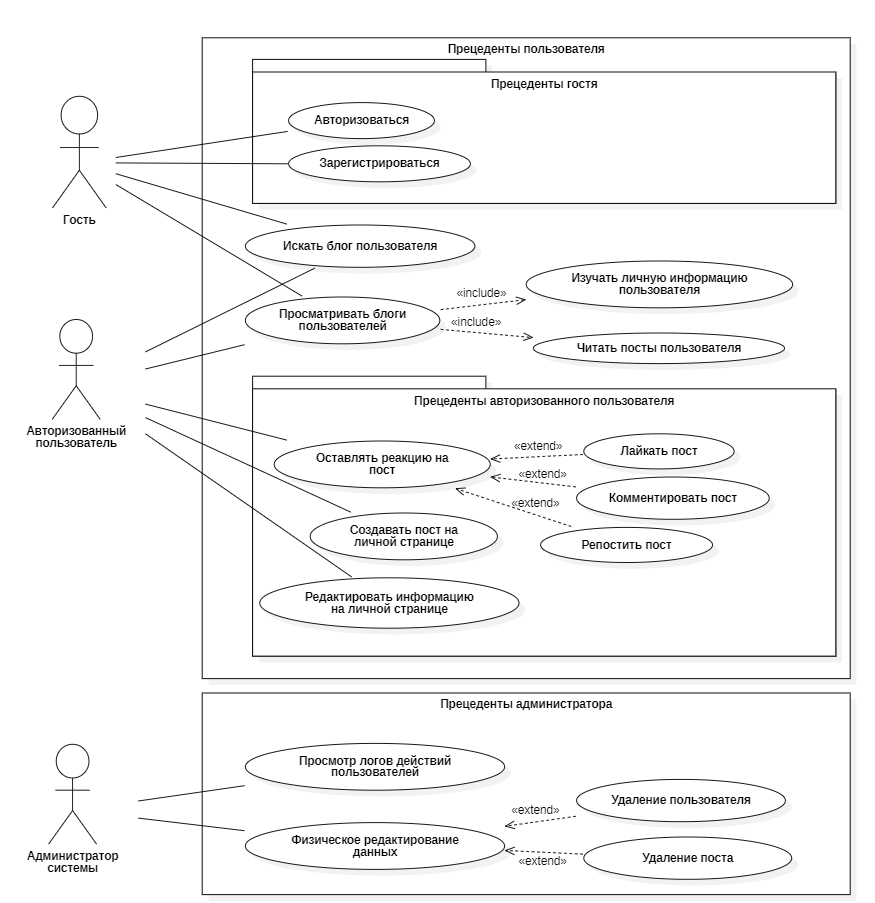 Прецеденты пользователя
Прецеденты гостя
Авторизоваться
Зарегистрироваться
Гость
Искать блог пользователя
Просматривать блоги
пользователей
«include»
«include»
Изучать личную информацию
пользователя
Читать посты пользователя
Авторизованный
пользователь
Прецеденты авторизованного пользователя
Оставлять реакцию на
пост
«extend»
«extend»
«extend»
Лайкать пост
Комментировать пост
Репостить пост
Создавать пост на
личной странице
Редактировать информацию
на личной странице
Прецеденты администратора
Просмотр логов действий
пользователей
Администратор
системы
Физическое редактирование
данных
«extend»
«extend»
Удаление пользователя
Удаление поста